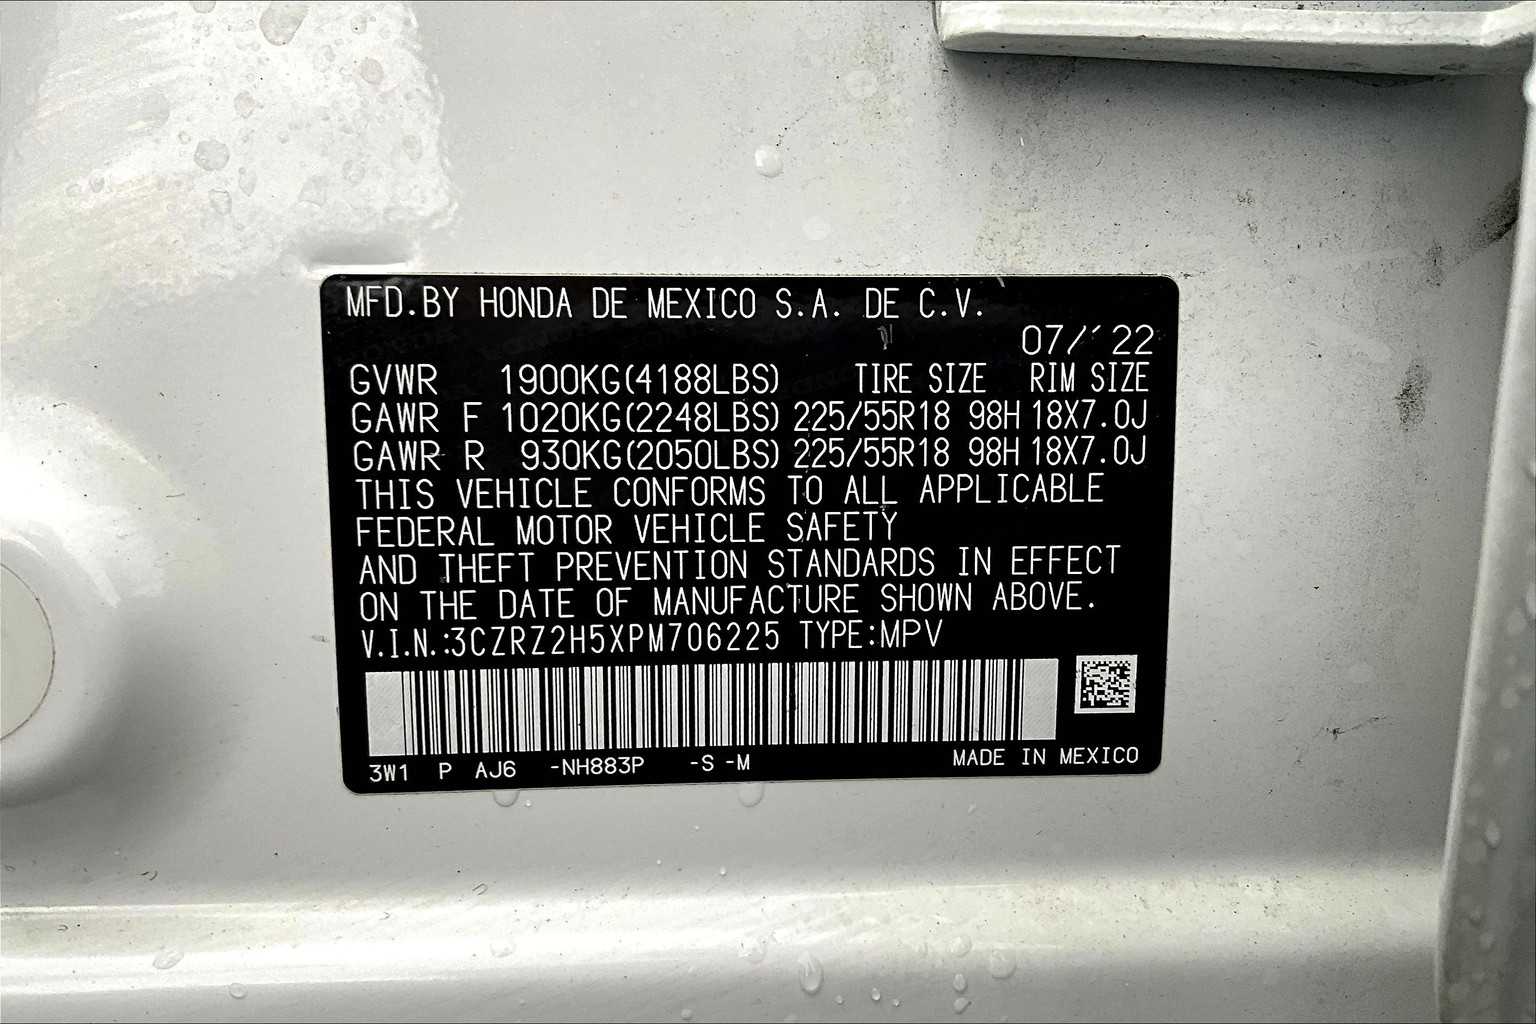 MFD.BY HONDA DE MEXICO S.A. DE C.V.
07/'22
GVWR 1900KG(4188LBS) TIRE SIZE RIM SIZE
GAWR F 1020KG(2248LBS) 225/55R18 98H 18X7.0J
GAWR R 930KG(2050LBS) 225/55R18 98H 18X7.0J
THIS VEHICLE CONFORMS TO ALL APPLICABLE
FEDERAL MOTOR VEHICLE SAFETY
AND THEFT PREVENTION STANDARDS IN EFFECT
ON THE DATE OF MANUFACTURE SHOWN ABOVE.
V.I.N.:3CZRZ2H5XPM706225 TYPE:MPV
3W1 P AJ6 -NH883P -S -M MADE IN MEXICO